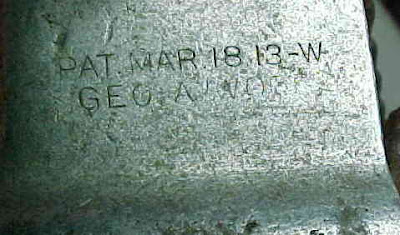 PAT. MAR. 18.13-W
GEO. A.